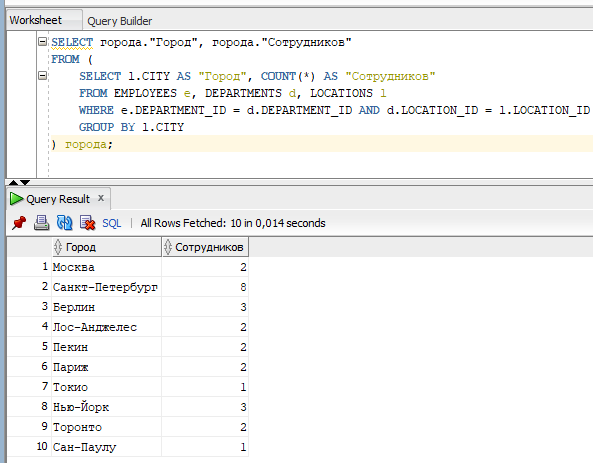 Worksheet Query Builder
SELECT города."Город", города."Сотрудников"
FROM (
SELECT l.CITY AS "Город", COUNT(*) AS "Сотрудников"
FROM EMPLOYEES e, DEPARTMENTS d, LOCATIONS l
WHERE e.DEPARTMENT_ID = d.DEPARTMENT_ID AND d.LOCATION_ID = l.LOCATION_ID
GROUP BY l.CITY
) города;
Query Result x
SQL | All Rows Fetched: 10 in 0,014 seconds
Город Сотрудников
1 Москва 2
2 Санкт-Петербург 8
3 Берлин 3
4 Лос-Анджелес 2
5 Пекин 2
6 Париж 2
7 Токио 1
8 Нью-Йорк 3
9 Торонто 2
10 Сан-Паулу 1